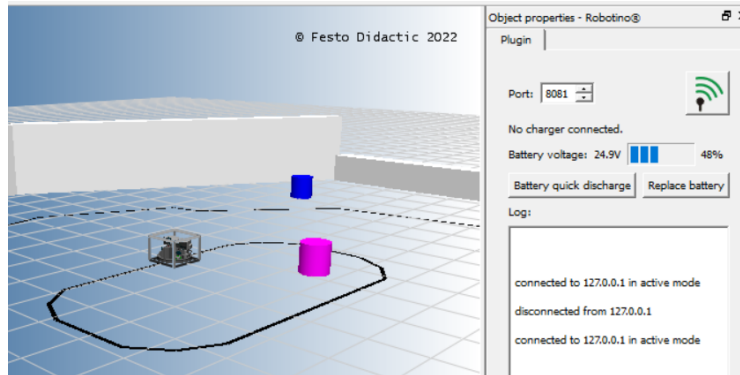 © Festo Didactic 2022
Object properties - Robotino®
Plugin
Port: 8081
No charger connected.
Battery voltage: 24.9V 48%
Battery quick discharge Replace battery
Log:
connected to 127.0.0.1 in active mode
disconnected from 127.0.0.1
connected to 127.0.0.1 in active mode